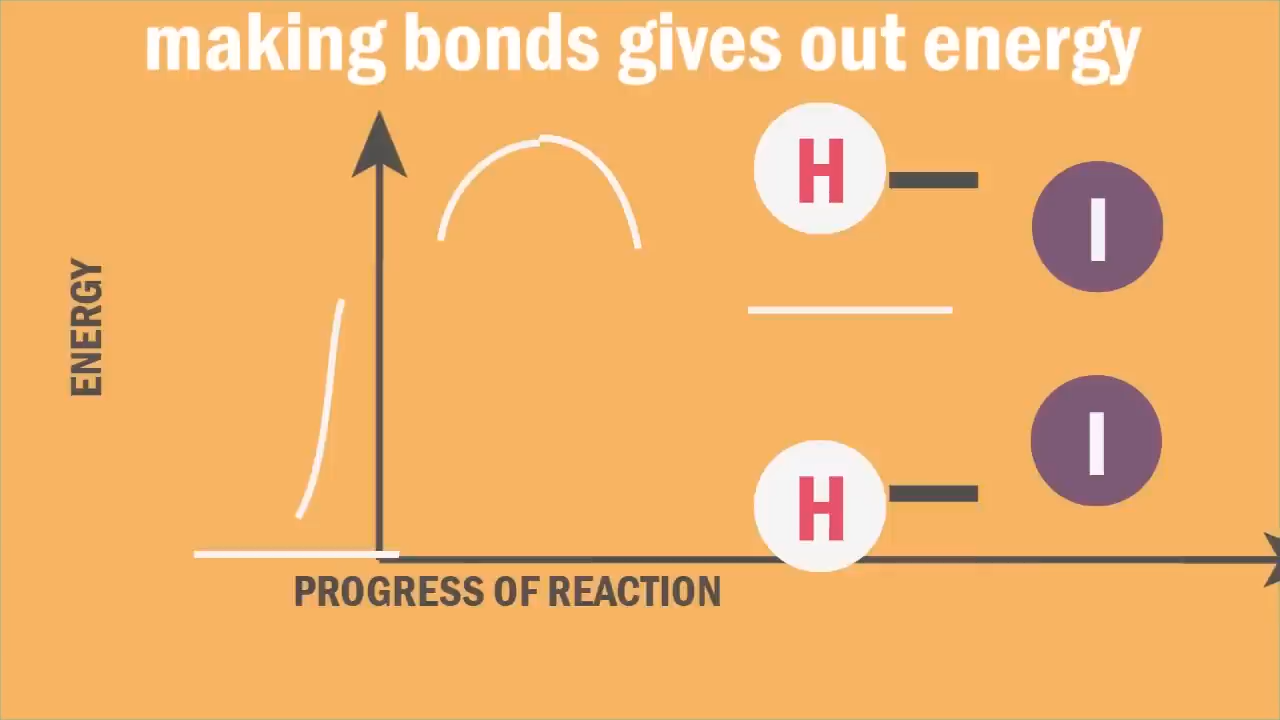 making bonds gives out energy
ENERGY
H
I
H
I
PROGRESS OF REACTION